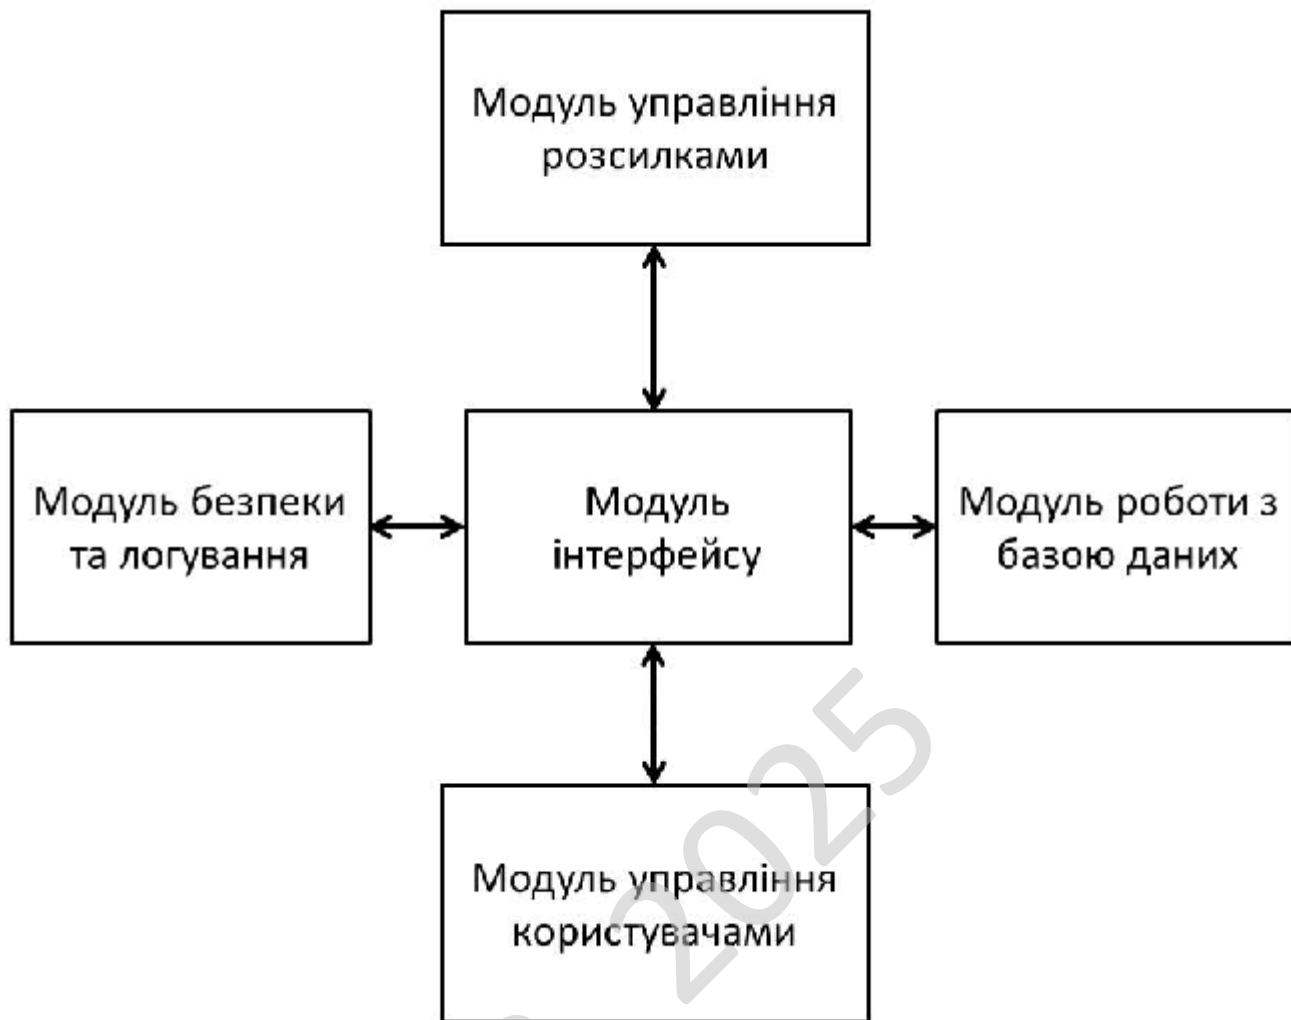 Модуль управління
розсилками
Модуль безпеки
та логування
Модуль
інтерфейсу
Модуль роботи з
базою даних
Модуль управління
користувачами
2025